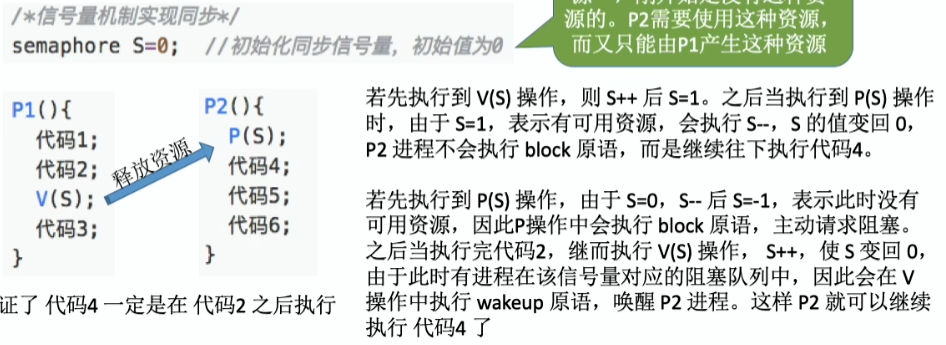 /*信号量机制实现同步*/
semaphore S=0;  //初始化同步信号量，初始值为0
源的。P2需要使用这种资源，
而又只能由P1产生这种资源
P1(){
代码1;
代码2;
V(S);
代码3;
}
释放资源
P2(){
P(S);
代码4;
代码5;
代码6;
}
证了 代码4 一定是在 代码2 之后执行
若先执行到 V(S) 操作，则 S++ 后 S=1。之后当执行到 P(S) 操作
时，由于 S=1，表示有可用资源，会执行 S--，S 的值变回 0，
P2 进程不会执行 block 原语，而是继续往下执行代码4。
若先执行到 P(S) 操作，由于 S=0，S-- 后 S=-1，表示此时没有
可用资源，因此P操作中会执行 block 原语，主动请求阻塞。
之后当执行完代码2，继而执行 V(S) 操作， S++，使 S 变回 0，
由于此时有进程在该信号量对应的阻塞队列中，因此会在 V
操作中执行 wakeup 原语，唤醒 P2 进程。这样 P2 就可以继续
执行 代码4 了